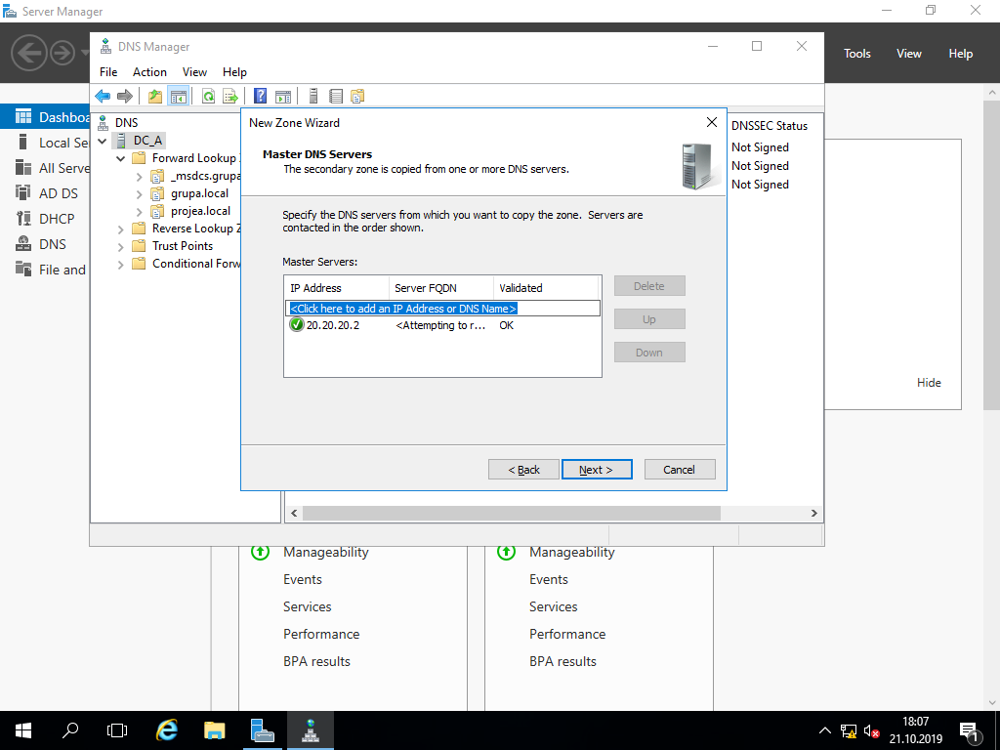 Server Manager
Tools View Help
DNS Manager
File Action View Help
Dashboa
Local Se
All Serve
AD DS
DHCP
DNS
File and
DNS
DC_A
Forward Lookup
_msdcs.grupa
grupa.local
projea.local
Reverse Lookup Z
Trust Points
Conditional Forw
DNSSEC Status
Not Signed
Not Signed
Not Signed
New Zone Wizard
Master DNS Servers
The secondary zone is copied from one or more DNS servers.
Specify the DNS servers from which you want to copy the zone. Servers are
contacted in the order shown.
Master Servers:
IP Address Server FQDN Validated
<Click here to add an IP Address or DNS Name>
20.20.20.2 <Attempting to r... OK
Delete
Up
Down
< Back Next > Cancel
Hide
Manageability
Events
Services
Performance
BPA results
Manageability
Events
Services
Performance
BPA results
18:07
21.10.2019
1